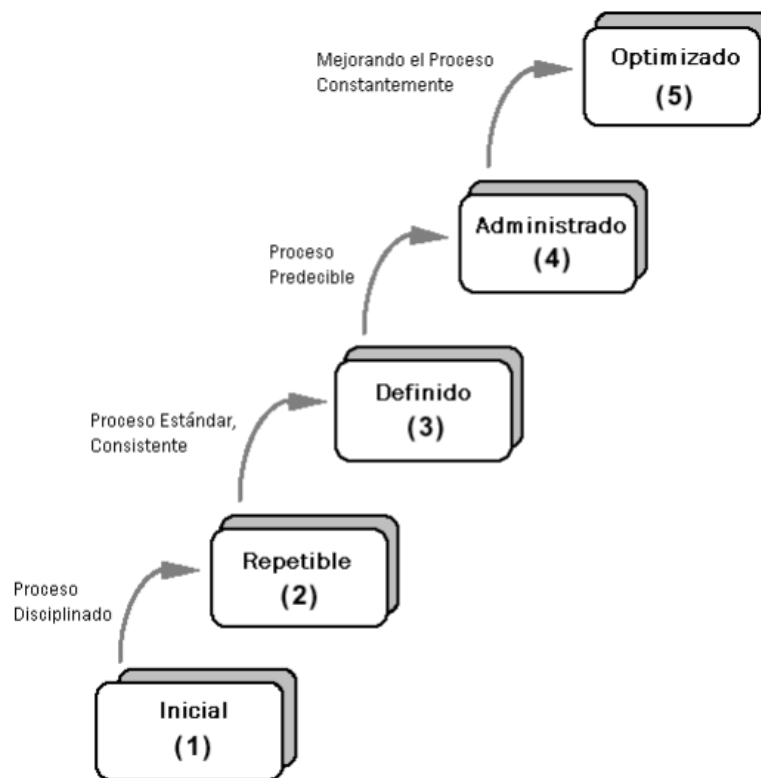 Mejorando el Proceso
Constantemente
Optimizado
(5)
Administrado
(4)
Proceso
Predecible
Definido
(3)
Proceso Estándar,
Consistente
Repetible
(2)
Proceso
Disciplinado
Inicial
(1)